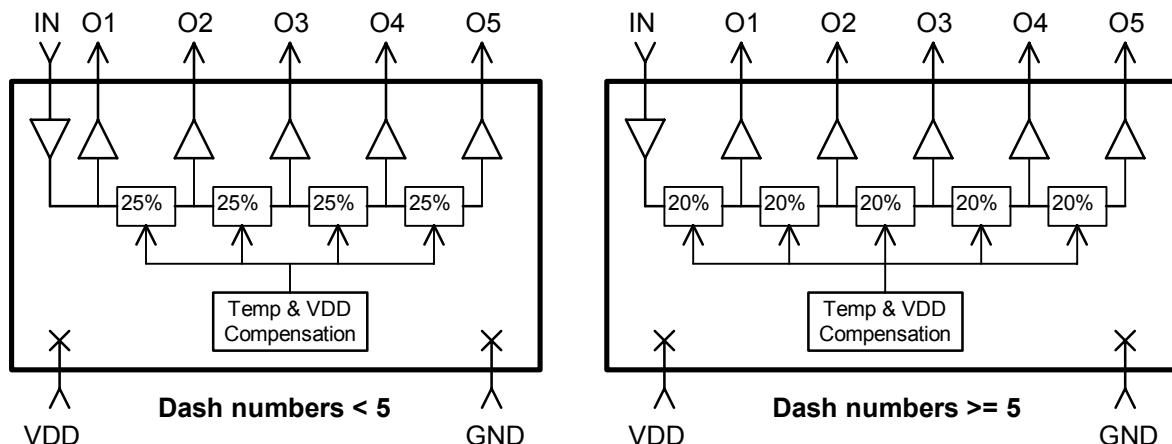 IN O1 O2 O3 O4 O5
25% 25% 25% 25%
Temp & VDD
Compensation
Dash numbers < 5
VDD GND
IN O1 O2 O3 O4 O5
20% 20% 20% 20% 20%
Temp & VDD
Compensation
Dash numbers >= 5
VDD GND